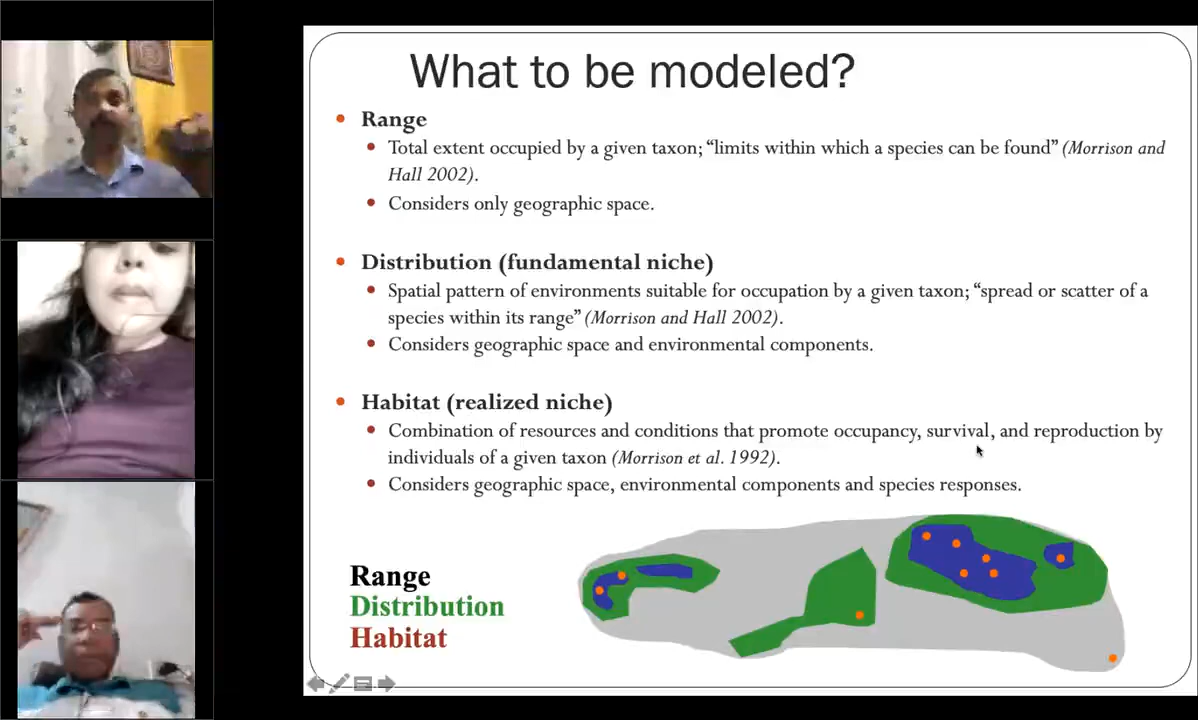 What to be modeled?
Range
Total extent occupied by a given taxon; “limits within which a species can be found” (Morrison and
Hall 2002).
Considers only geographic space.
Distribution (fundamental niche)
Spatial pattern of environments suitable for occupation by a given taxon; “spread or scatter of a
species within its range” (Morrison and Hall 2002).
Considers geographic space and environmental components.
Habitat (realized niche)
Combination of resources and conditions that promote occupancy, survival, and reproduction by
individuals of a given taxon (Morrison et al. 1992).
Considers geographic space, environmental components and species responses.
Range
Distribution
Habitat